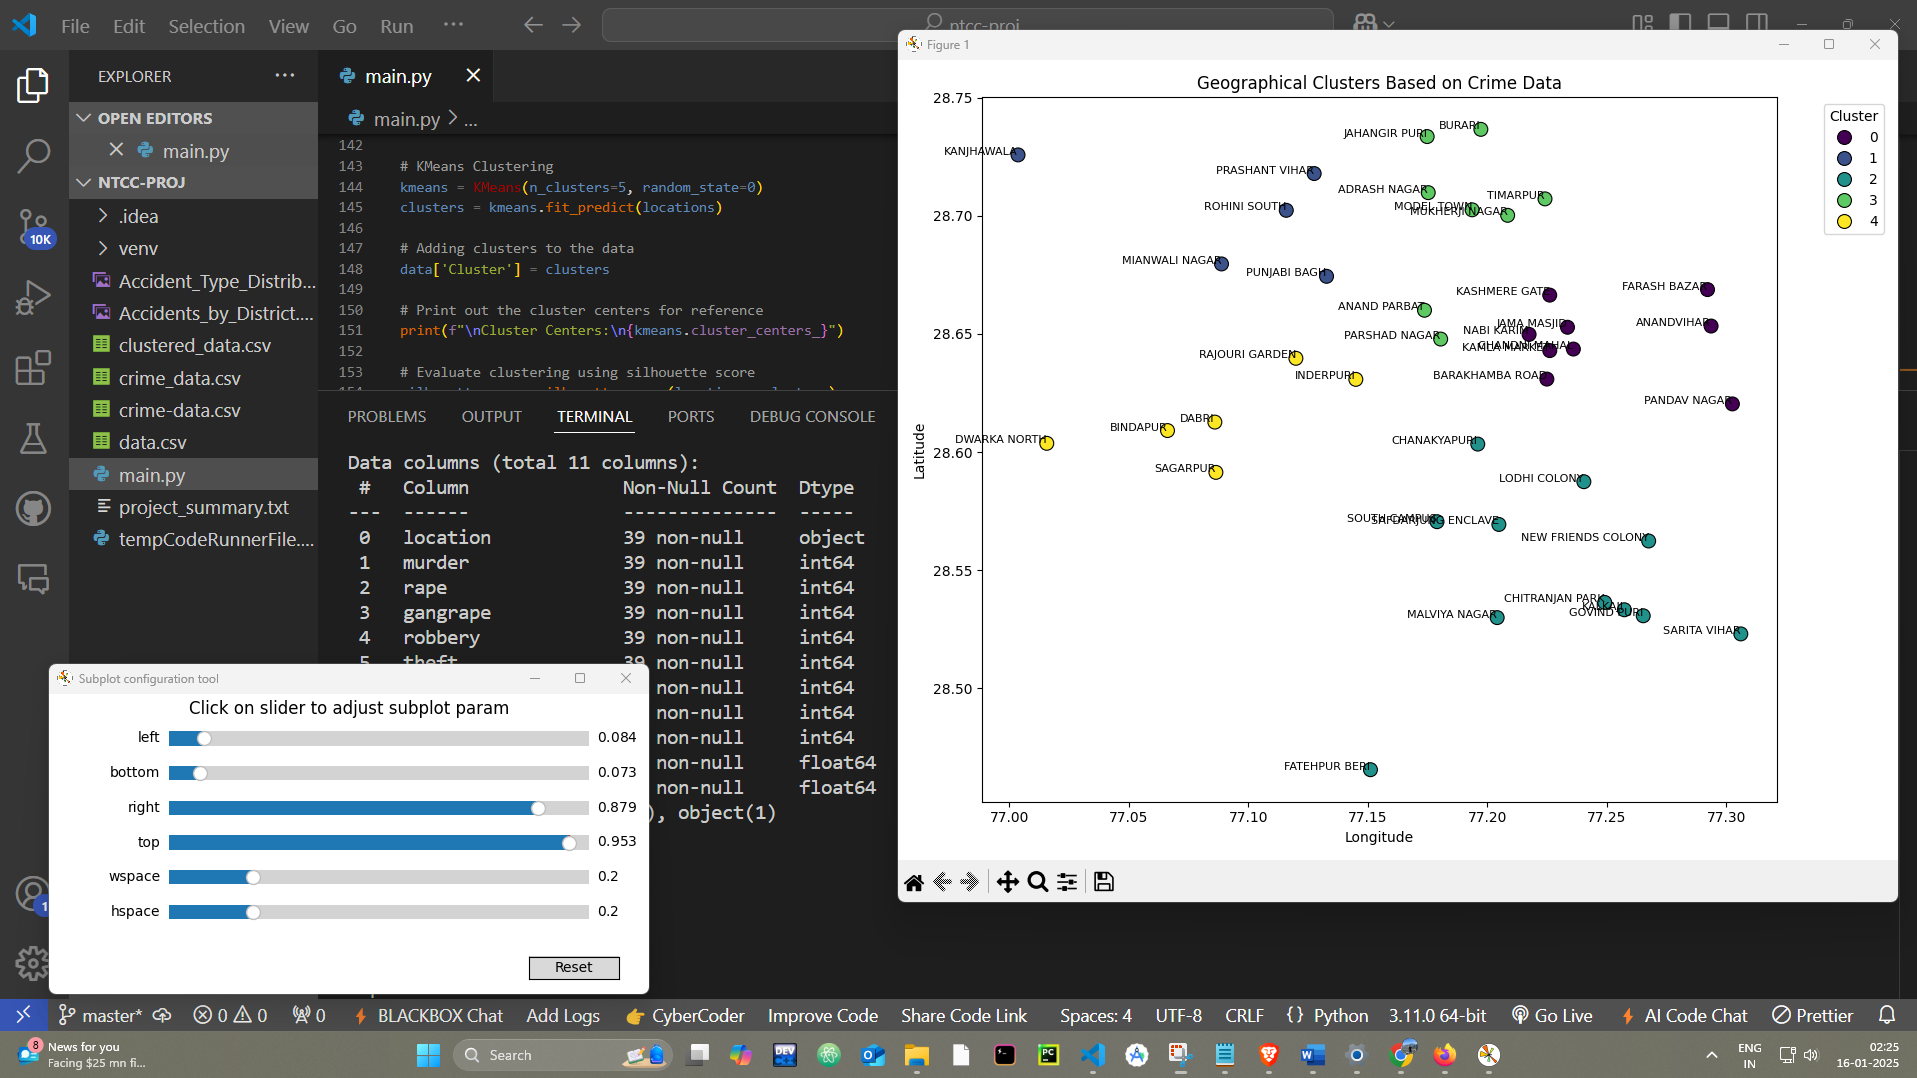 File Edit Selection View Go Run ···
ntcc-proj
EXPLORER ···
OPEN EDITORS
main.py
NTCC-PROJ
.idea
venv
Accident_Type_Distrib...
Accidents_by_District....
clustered_data.csv
crime_data.csv
crime-data.csv
data.csv
main.py
project_summary.txt
tempCodeRunnerFile....
10K
1
main.py
main.py > ...
142
143 # KMeans Clustering
144 kmeans = KMeans(n_clusters=5, random_state=0)
145 clusters = kmeans.fit_predict(locations)
146
147 # Adding clusters to the data
148 data['Cluster'] = clusters
149
150 # Print out the cluster centers for reference
151 print(f"\nCluster Centers:\n{kmeans.cluster_centers_}")
152
153 # Evaluate clustering using silhouette score
PROBLEMS OUTPUT TERMINAL PORTS DEBUG CONSOLE
Data columns (total 11 columns):
# Column Non-Null Count Dtype
--- ------ -------------- -----
0 location 39 non-null object
1 murder 39 non-null int64
2 rape 39 non-null int64
3 gangrape 39 non-null int64
4 robbery 39 non-null int64
5 theft 39 non-null int64
non-null int64
non-null int64
non-null int64
non-null float64
non-null float64
), object(1)
Subplot configuration tool
Click on slider to adjust subplot param
left 0.084
bottom 0.073
right 0.879
top 0.953
wspace 0.2
hspace 0.2
Reset
Figure 1
Geographical Clusters Based on Crime Data
Cluster
0
1
2
3
4
Latitude
28.75
28.70
28.65
28.60
28.55
28.50
BURARI
JAHANGIR PURI
KANJHAWALA
PRASHANT VIHAR
ADRASH NAGAR
TIMARPUR
ROHINI SOUTH
MODEL TOWN
MUKHERJI NAGAR
MIANWALI NAGAR
PUNJABI BAGH
KASHMERE GATE
FARASH BAZAR
ANAND PARBAT
JAMA MASJID
ANANDVIHAR
NABI KARIM
PARSHAD NAGAR
CHANDNI MAHAL
KAMLA MARKET
RAJOURI GARDEN
INDERPURI
BARAKHAMBA ROAD
PANDAV NAGAR
DABRI
BINDAPUR
DWARKA NORTH
CHANAKYAPURI
SAGARPUR
LODHI COLONY
SOUTH CAMPUS
SAFDARJUNG ENCLAVE
NEW FRIENDS COLONY
CHITRANJAN PARK
KALKAJI
GOVIND PURI
MALVIYA NAGAR
SARITA VIHAR
FATEHPUR BERI
77.00 77.05 77.10 77.15 77.20 77.25 77.30
Longitude
master* 0 0 0 BLACKBOX Chat Add Logs CyberCoder Improve Code Share Code Link Spaces: 4 UTF-8 CRLF {} Python 3.11.0 64-bit Go Live AI Code Chat Prettier
8
News for you
Facing $25 mn fi...
Search
DEV
PC
ENG
IN
02:25
16-01-2025